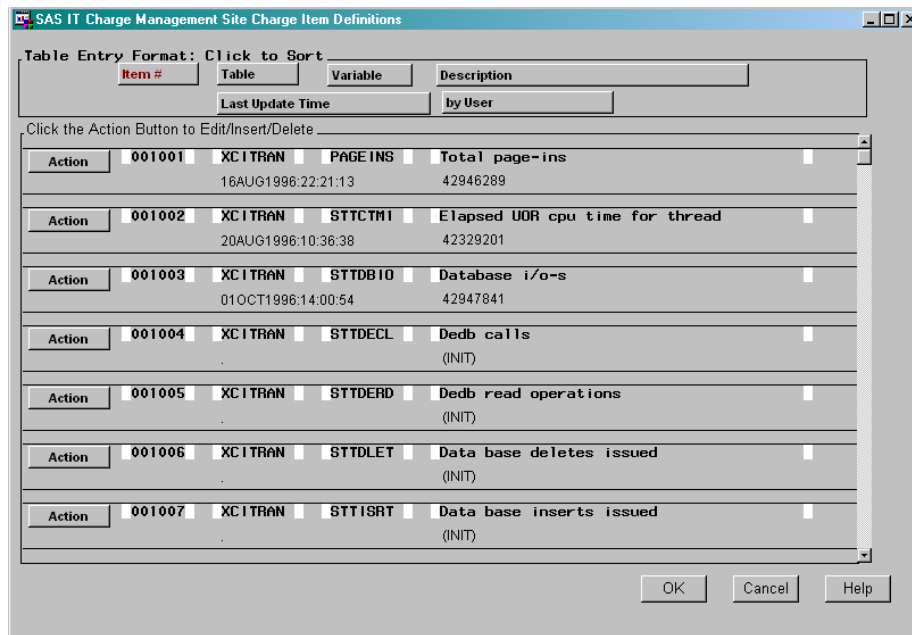 SAS IT Charge Management Site Charge Item Definitions
Table Entry Format: Click to Sort
Item # Table Variable Description
Last Update Time by User
Click the Action Button to Edit/Insert/Delete
Action 001001 XCITRAN PAGEINS Total page-ins
16AUG1996:22:21:13 42946289
Action 001002 XCITRAN STTCTM1 Elapsed UOR cpu time for thread
20AUG1996:10:36:38 42329201
Action 001003 XCITRAN STTDBIO Database i/o-s
01OCT1996:14:00:54 42947841
Action 001004 XCITRAN STTDECL Dedb calls
. (INIT)
Action 001005 XCITRAN STTDERD Dedb read operations
. (INIT)
Action 001006 XCITRAN STTDLET Data base deletes issued
. (INIT)
Action 001007 XCITRAN STTISRT Data base inserts issued
. (INIT)
OK Cancel Help